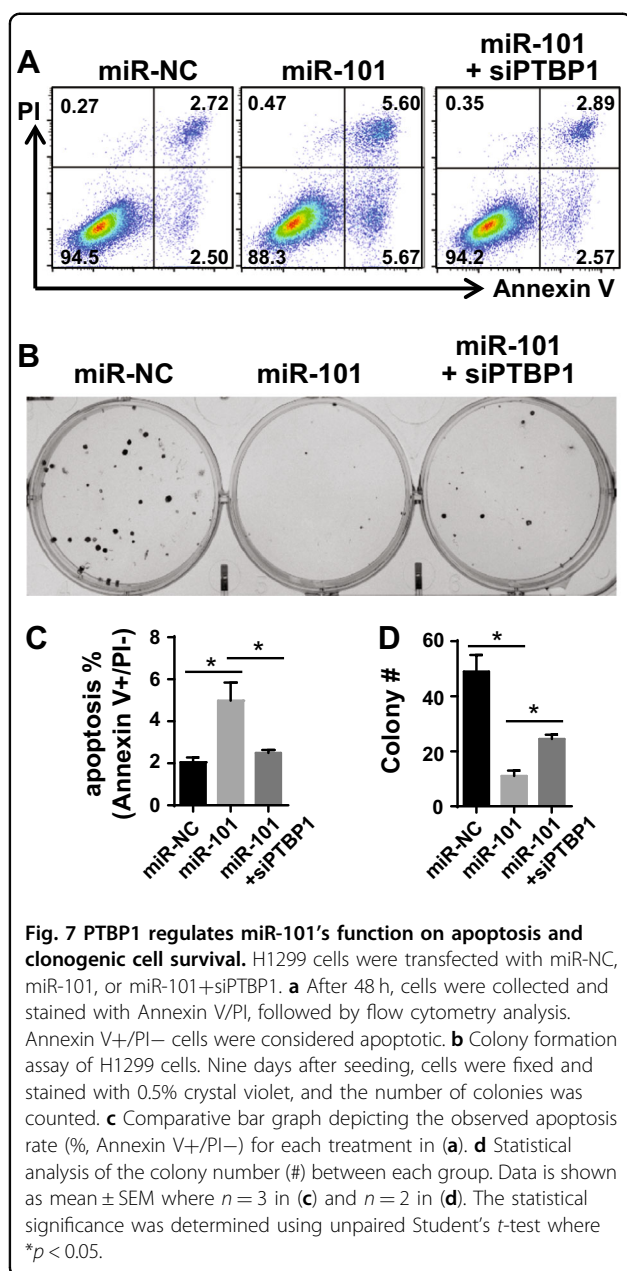 A
miR-NC
miR-101
miR-101
+ siPTBP1
PI
0.27 2.72
0.47 5.60
0.35 2.89
94.5 2.50
88.3 5.67
94.2 2.57
Annexin V
B
miR-NC
miR-101
miR-101
+ siPTBP1
C
apoptosis %
(Annexin V+/PI-)
8
6
4
2
0
*
*
miR-NC
miR-101
miR-101
+siPTBP1
D
Colony #
60
40
20
0
*
*
miR-NC
miR-101
miR-101
+siPTBP1
Fig. 7 PTBP1 regulates miR-101's function on apoptosis and
clonogenic cell survival. H1299 cells were transfected with miR-NC,
miR-101, or miR-101+siPTBP1. a After 48 h, cells were collected and
stained with Annexin V/PI, followed by flow cytometry analysis.
Annexin V+/PI− cells were considered apoptotic. b Colony formation
assay of H1299 cells. Nine days after seeding, cells were fixed and
stained with 0.5% crystal violet, and the number of colonies was
counted. c Comparative bar graph depicting the observed apoptosis
rate (%, Annexin V+/PI−) for each treatment in (a). d Statistical
analysis of the colony number (#) between each group. Data is shown
as mean ± SEM where n = 3 in (c) and n = 2 in (d). The statistical
significance was determined using unpaired Student's t-test where
*p < 0.05.